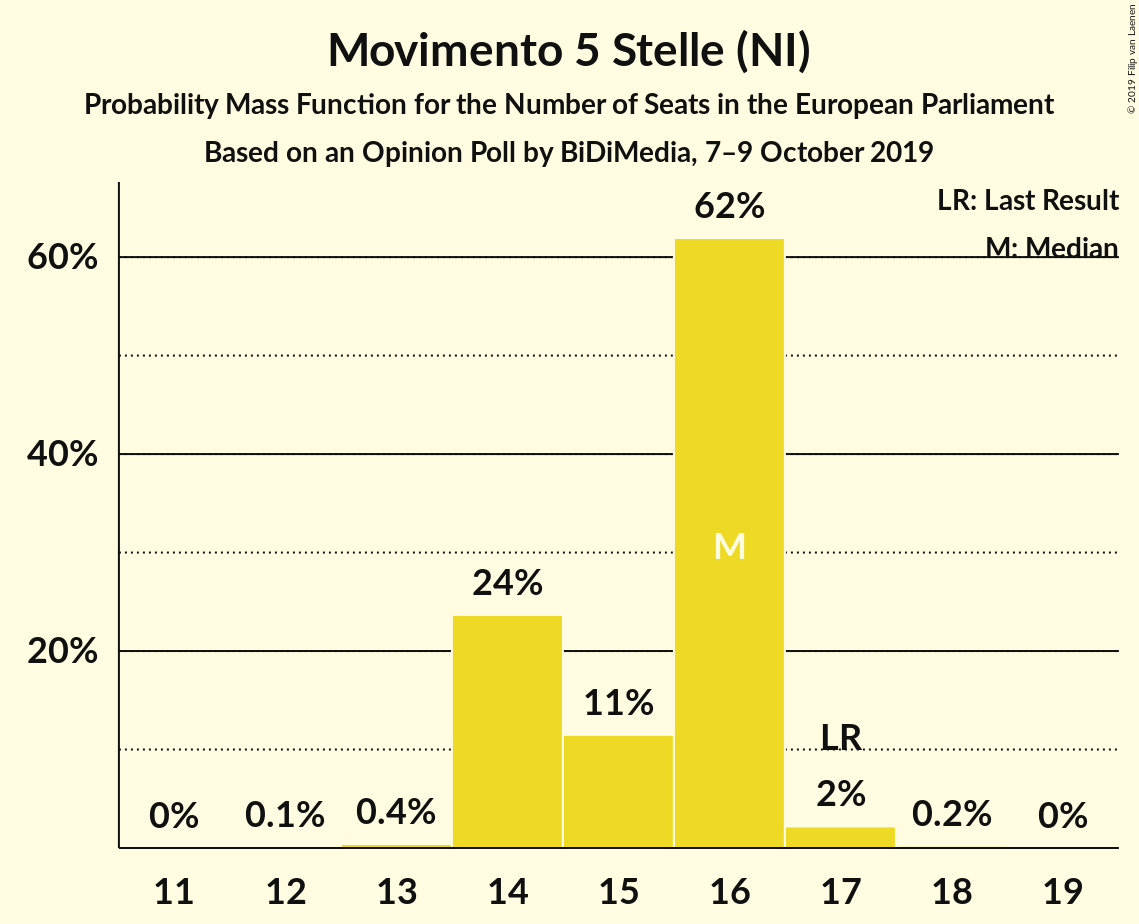 Movimento 5 Stelle (NI)
Probability Mass Function for the Number of Seats in the European Parliament
Based on an Opinion Poll by BiDiMedia, 7–9 October 2019
© 2019 Filip van Laenen
LR: Last Result
M: Median
60%
40%
20%
0%
0.1%
0.4%
24%
11%
62%
M
LR
2%
0.2%
0%
11 12 13 14 15 16 17 18 19